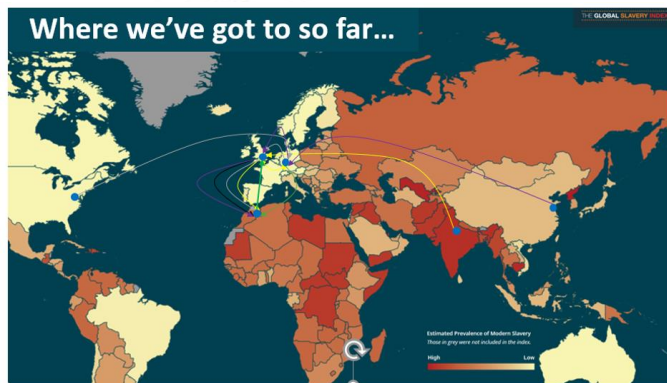 THE GLOBAL SLAVERY INDEX
Where we've got to so far...
Estimated Prevalence of Modern Slavery
Those in grey were not included in the index.
High Low